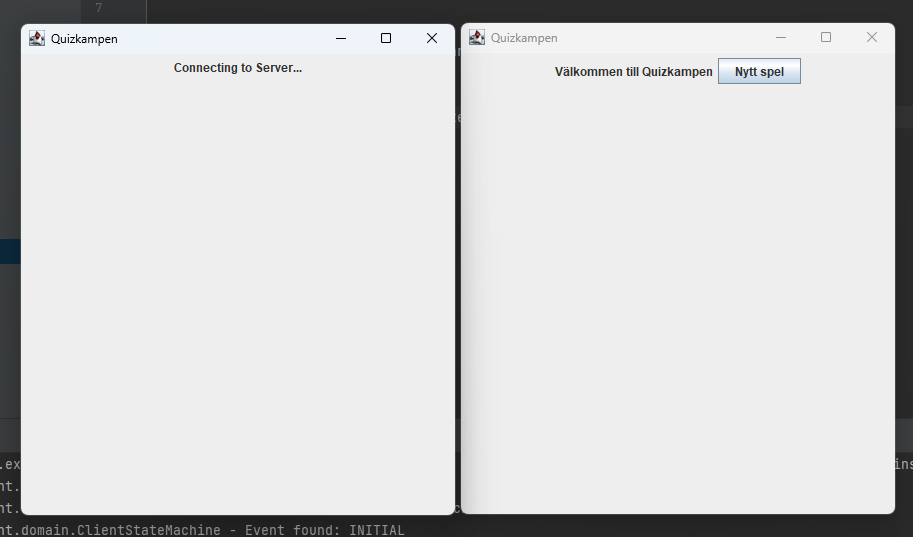 7
Quizkampen
Connecting to Server...
Quizkampen
Välkommen till Quizkampen
Nytt spel
.ex
ins
nt.
nt.
nt.domain.ClientStateMachine - Event found: INITIAL